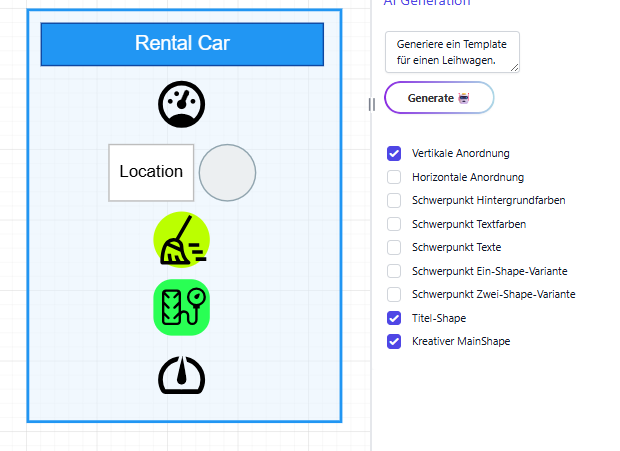 AI Generation
Rental Car
Location
Generiere ein Template
für einen Leihwagen.
Generate
Vertikale Anordnung
Horizontale Anordnung
Schwerpunkt Hintergrundfarben
Schwerpunkt Textfarben
Schwerpunkt Texte
Schwerpunkt Ein-Shape-Variante
Schwerpunkt Zwei-Shape-Variante
Titel-Shape
Kreativer MainShape